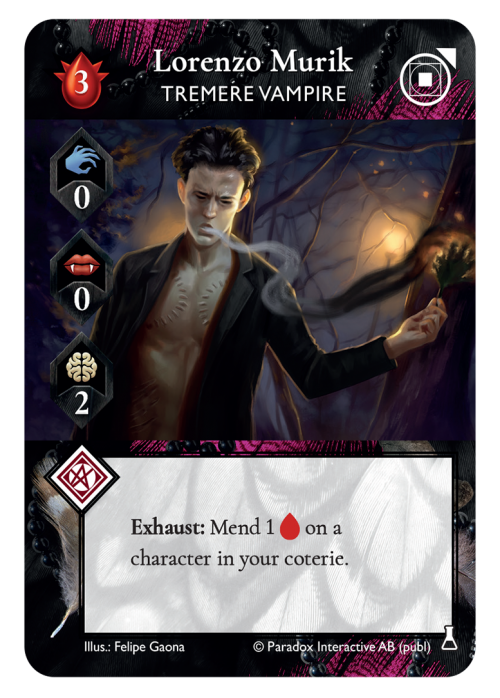 3
Lorenzo Murik
TREMERE VAMPIRE
0
0
2
Exhaust: Mend 1 on a
character in your coterie.
Illus.: Felipe Gaona
© Paradox Interactive AB (publ)